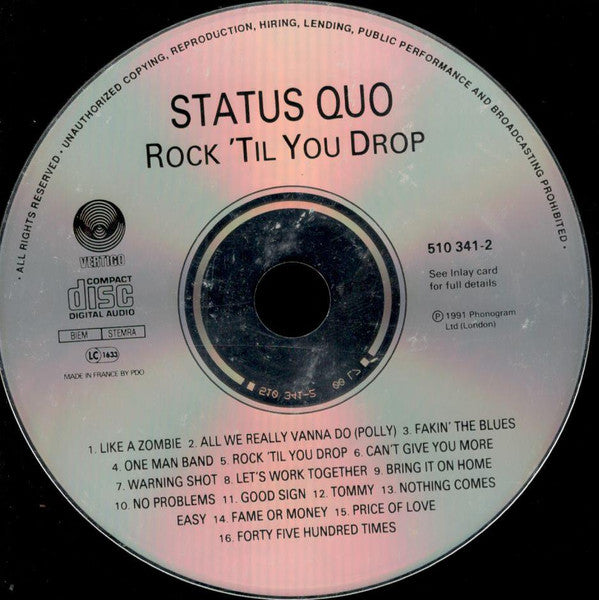 · ALL RIGHTS RESERVED · UNAUTHORIZED COPYING, REPRODUCTION, HIRING, LENDING, PUBLIC PERFORMANCE AND BROADCASTING PROHIBITED ·
STATUS QUO
ROCK 'TIL YOU DROP
VERTIGO
COMPACT
disc
DIGITAL AUDIO
BIEM STEMRA
LC 1633
MADE IN FRANCE BY PDO
510 341-2
See Inlay card
for full details
℗ 1991 Phonogram
Ltd (London)
510 341-2
1. LIKE A ZOMBIE 2. ALL WE REALLY VANNA DO (POLLY) 3. FAKIN' THE BLUES
4. ONE MAN BAND 5. ROCK 'TIL YOU DROP 6. CAN'T GIVE YOU MORE
7. WARNING SHOT 8. LET'S WORK TOGETHER 9. BRING IT ON HOME
10. NO PROBLEMS 11. GOOD SIGN 12. TOMMY 13. NOTHING COMES
EASY 14. FAME OR MONEY 15. PRICE OF LOVE
16. FORTY FIVE HUNDRED TIMES